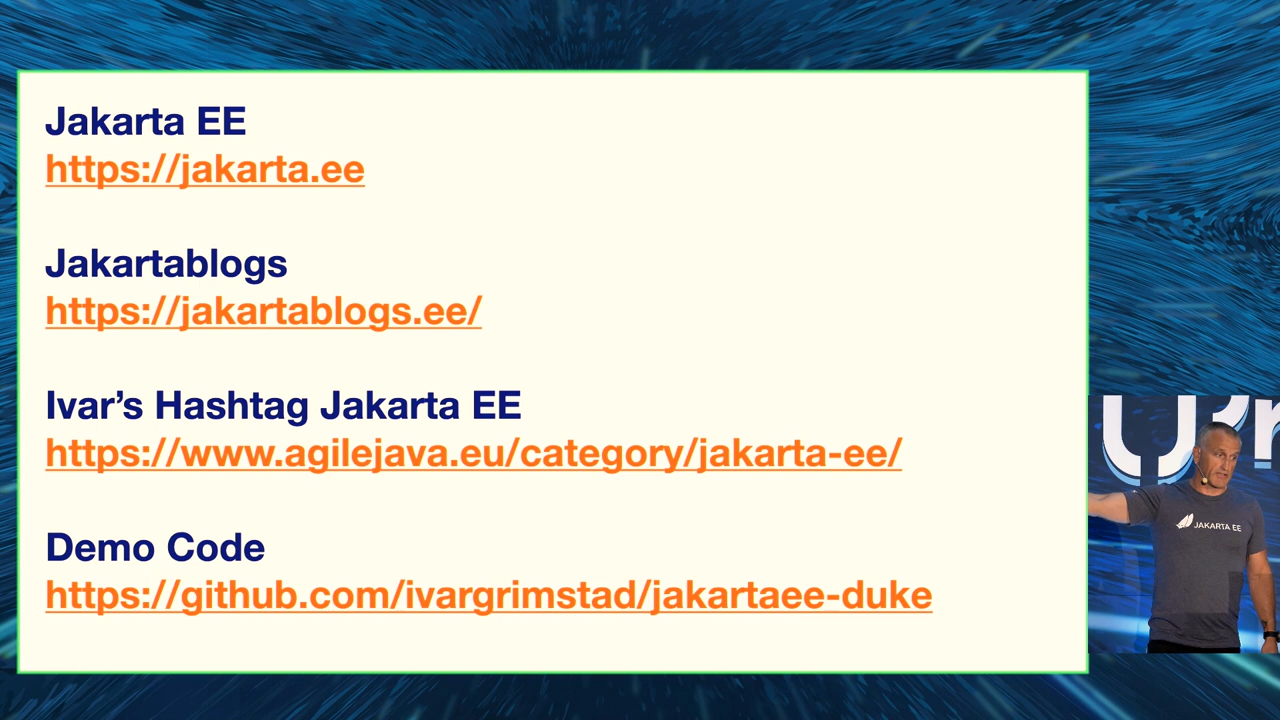 Jakarta EE
https://jakarta.ee
Jakartablogs
https://jakartablogs.ee/
Ivar’s Hashtag Jakarta EE
https://www.agilejava.eu/category/jakarta-ee/
Demo Code
https://github.com/ivargrimstad/jakartaee-duke
JAKARTA EE